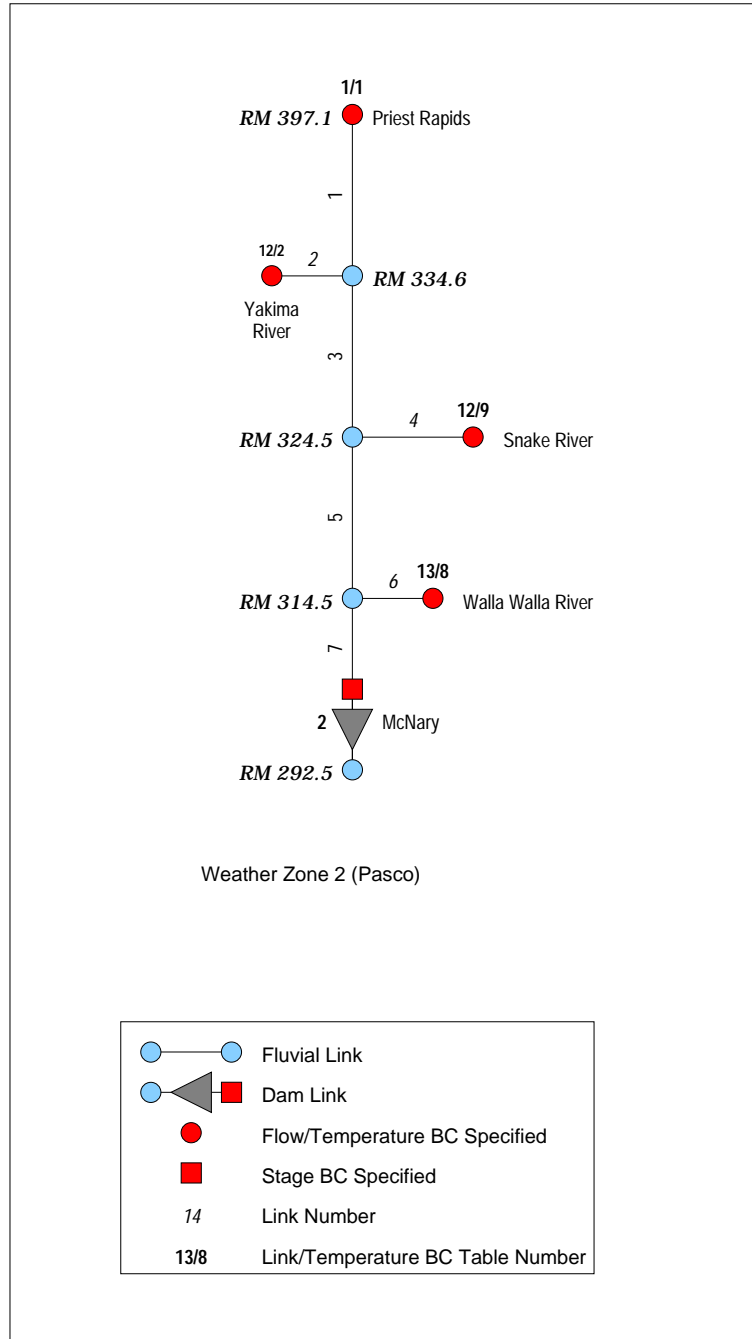 1/1
RM 397.1 Priest Rapids
1
12/2 2
RM 334.6
Yakima
River
3
12/9
4
RM 324.5 Snake River
5
13/8
6
RM 314.5 Walla Walla River
7
2 McNary
RM 292.5
Weather Zone 2 (Pasco)
Fluvial Link
Dam Link
Flow/Temperature BC Specified
Stage BC Specified
14 Link Number
13/8 Link/Temperature BC Table Number